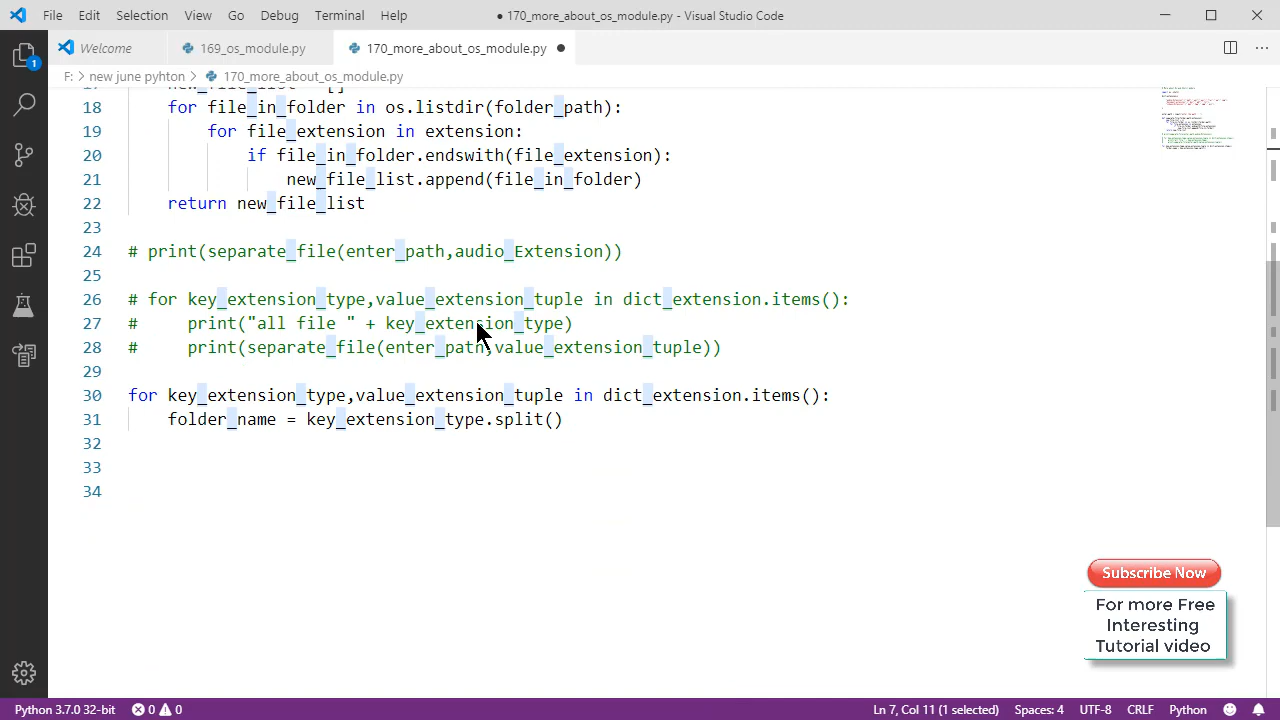 File Edit Selection View Go Debug Terminal Help ● 170_more_about_os_module.py - Visual Studio Code
Welcome 169_os_module.py 170_more_about_os_module.py
F: > new june pyhton > 170_more_about_os_module.py
18 for file_in_folder in os.listdir(folder_path):
19 for file_extension in extension:
20 if file_in_folder.endswith(file_extension):
21 new_file_list.append(file_in_folder)
22 return new_file_list
23
24 # print(separate_file(enter_path,audio_Extension))
25
26 # for key_extension_type,value_extension_tuple in dict_extension.items():
27 # print("all file " + key_extension_type)
28 # print(separate_file(enter_path,value_extension_tuple))
29
30 for key_extension_type,value_extension_tuple in dict_extension.items():
31 folder_name = key_extension_type.split()
32
33
34
1
Subscribe Now
For more Free
Interesting
Tutorial video
Python 3.7.0 32-bit 0 0 Ln 7, Col 11 (1 selected) Spaces: 4 UTF-8 CRLF Python